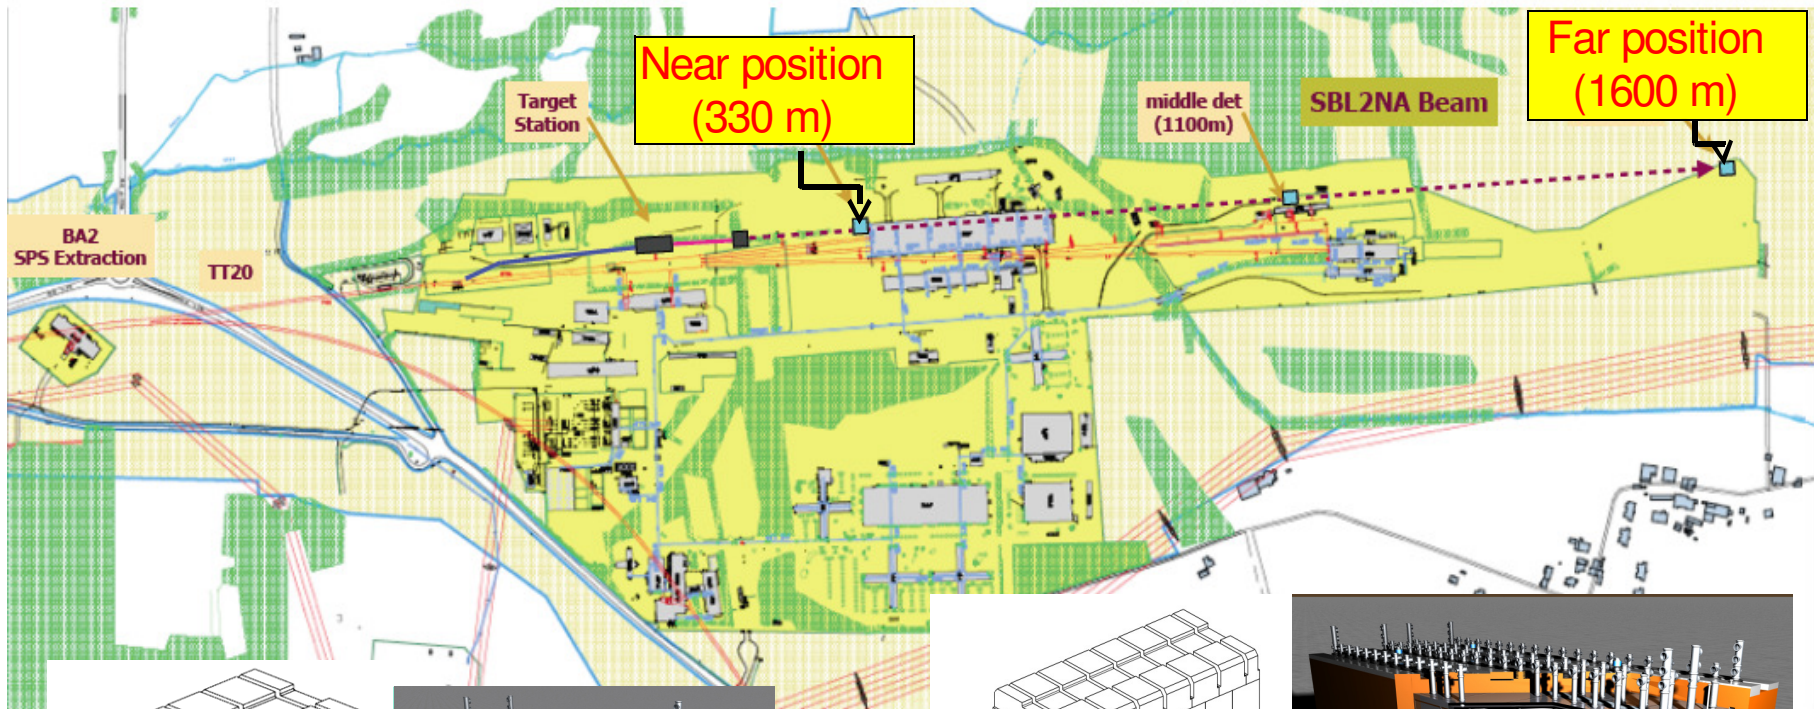 Near position
(330 m)
Far position
(1600 m)
Target
Station
middle det
(1100m)
SBL2NA Beam
BA2
SPS Extraction
TT20